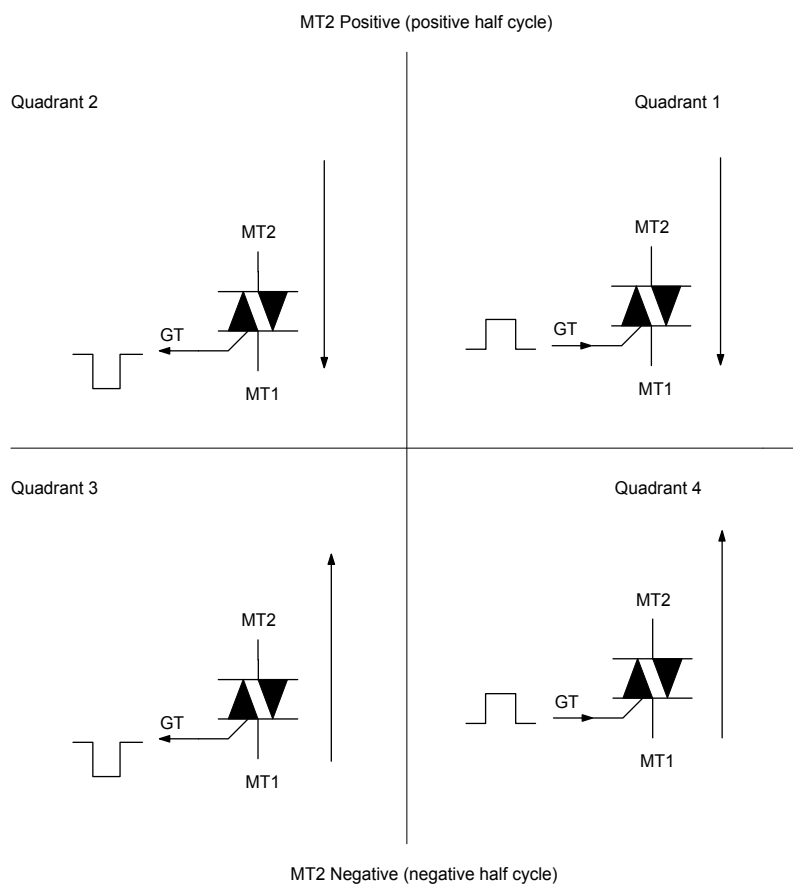 MT2 Positive (positive half cycle)
Quadrant 2
Quadrant 1
MT2
GT
MT1
MT2
GT
MT1
Quadrant 3
Quadrant 4
MT2
GT
MT1
MT2
GT
MT1
MT2 Negative (negative half cycle)